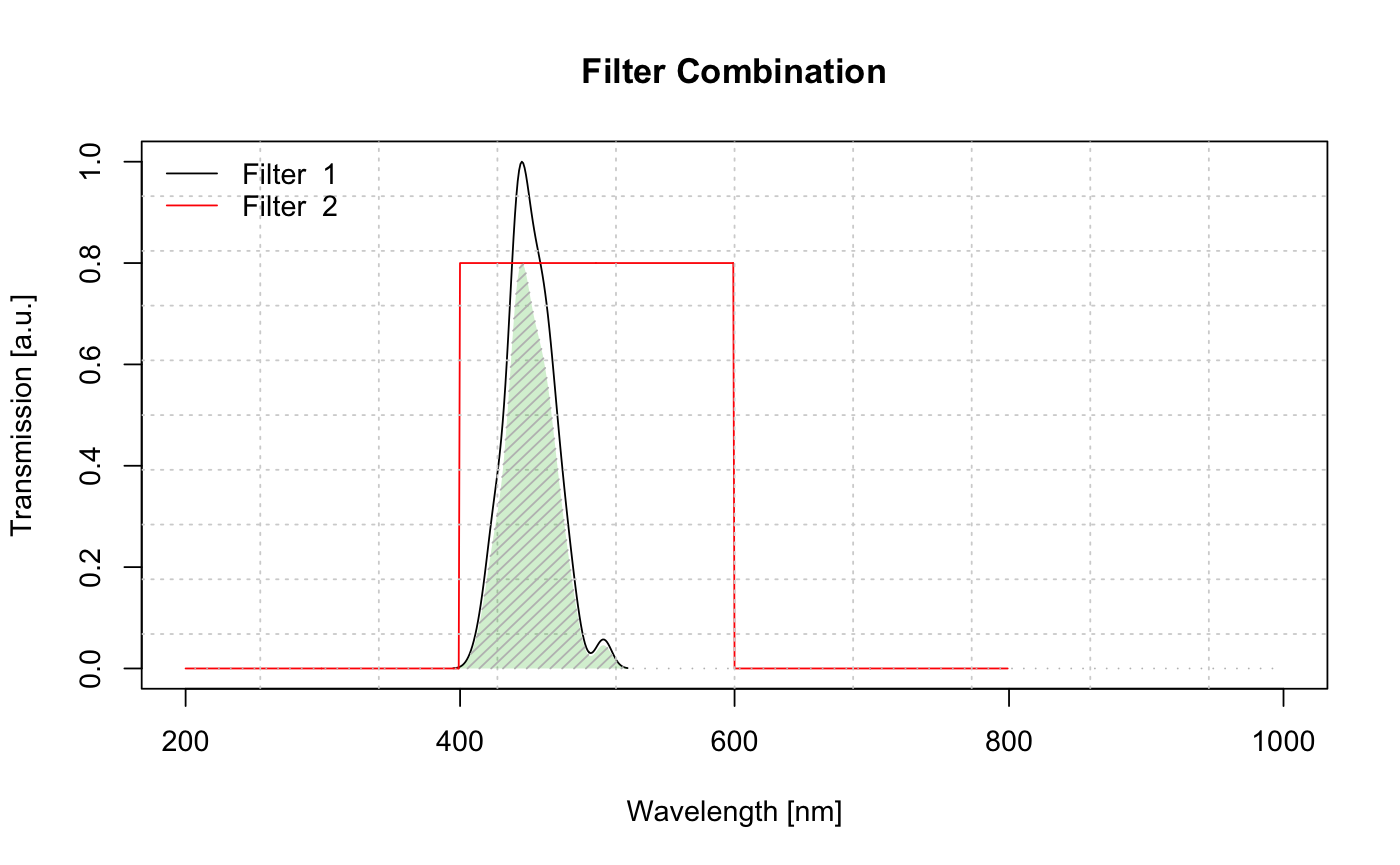 Filter Combination
Filter  1
Filter  2
Transmission [a.u.]
1.0
0.8
0.6
0.4
0.2
0.0
200 400 600 800 1000
Wavelength [nm]